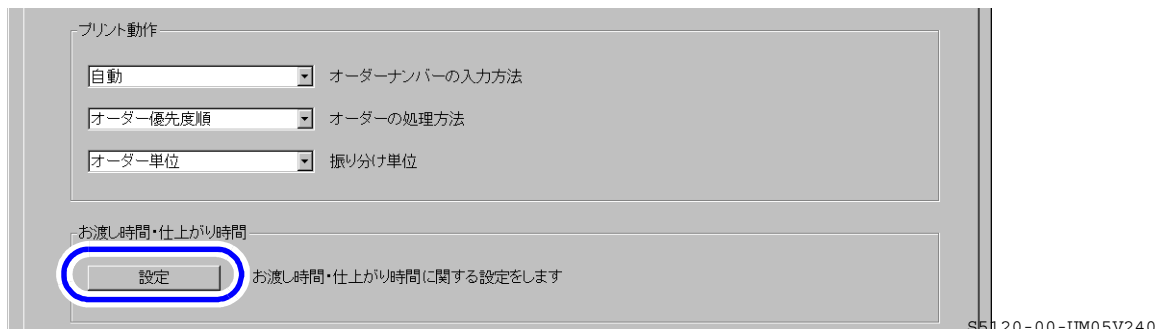 プリント動作
自動 オーダーナンバーの入力方法
オーダー優先度順 オーダーの処理方法
オーダー単位 振り分け単位
お渡し時間・仕上がり時間
設定 お渡し時間・仕上がり時間に関する設定をします
S5120-00-UM05V240